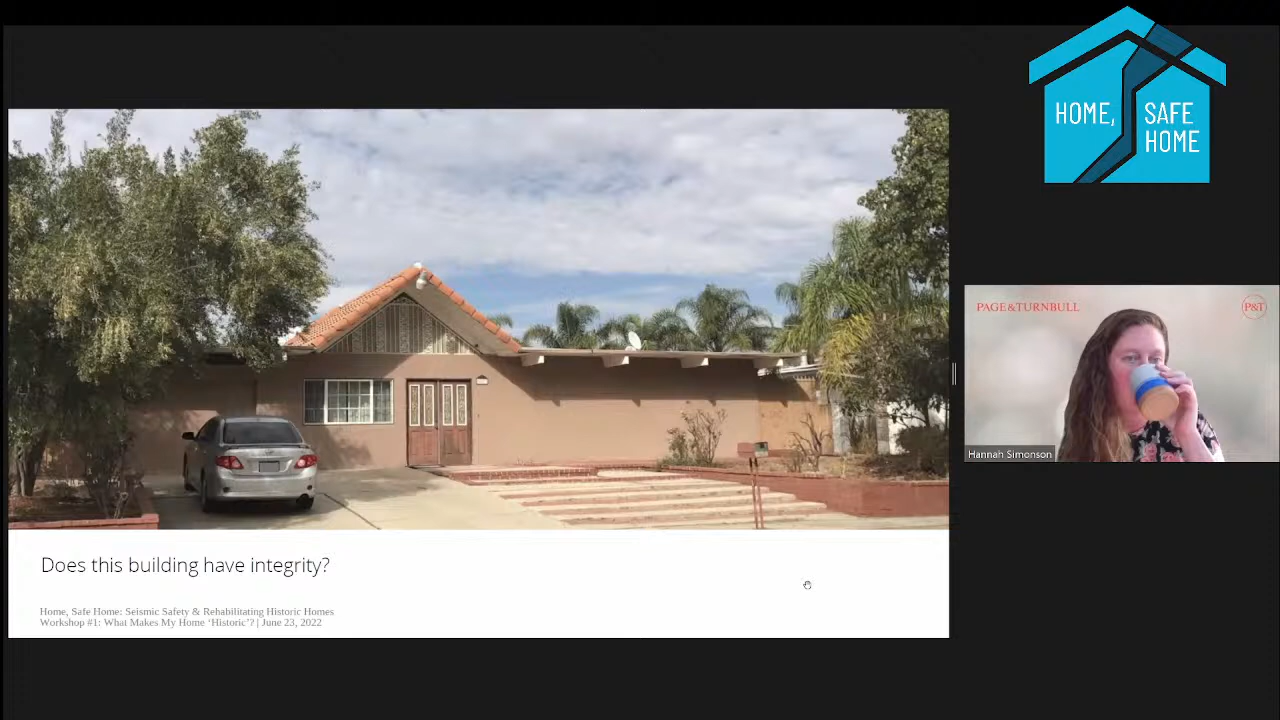 HOME,
SAFE
HOME
PAGE&TURNBULL
P&T
Hannah Simonson
Does this building have integrity?
Home, Safe Home: Seismic Safety & Rehabilitating Historic Homes
Workshop #1: What Makes My Home ‘Historic’? | June 23, 2022